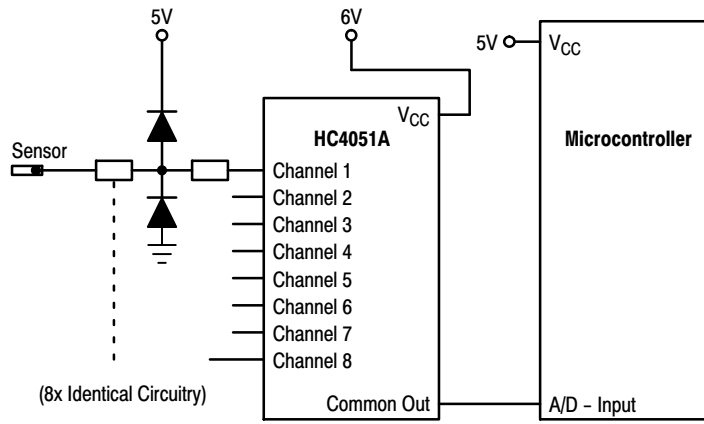 5V
6V
5V
VCC
VCC
HC4051A
Microcontroller
Sensor
Channel 1
Channel 2
Channel 3
Channel 4
Channel 5
Channel 6
Channel 7
Channel 8
(8x Identical Circuitry)
Common Out
A/D – Input